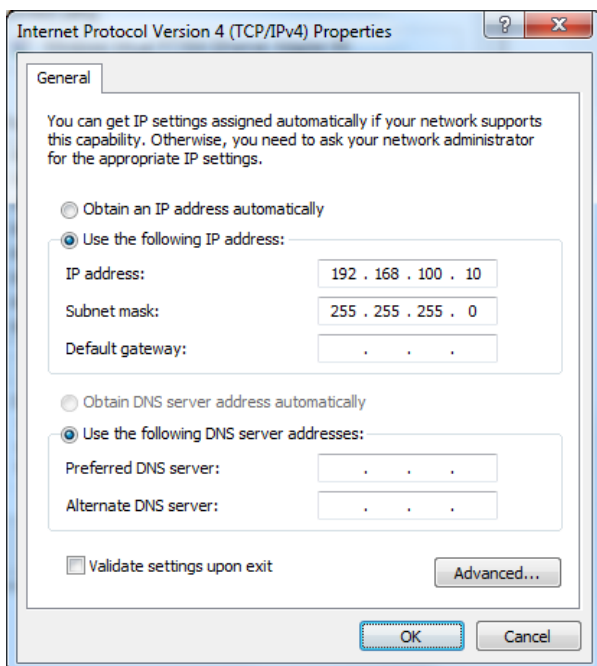 Internet Protocol Version 4 (TCP/IPv4) Properties
General
You can get IP settings assigned automatically if your network supports
this capability. Otherwise, you need to ask your network administrator
for the appropriate IP settings.
Obtain an IP address automatically
Use the following IP address:
IP address: 192 . 168 . 100 . 10
Subnet mask: 255 . 255 . 255 . 0
Default gateway: . . .
Obtain DNS server address automatically
Use the following DNS server addresses:
Preferred DNS server: . . .
Alternate DNS server: . . .
Validate settings upon exit
Advanced...
OK Cancel